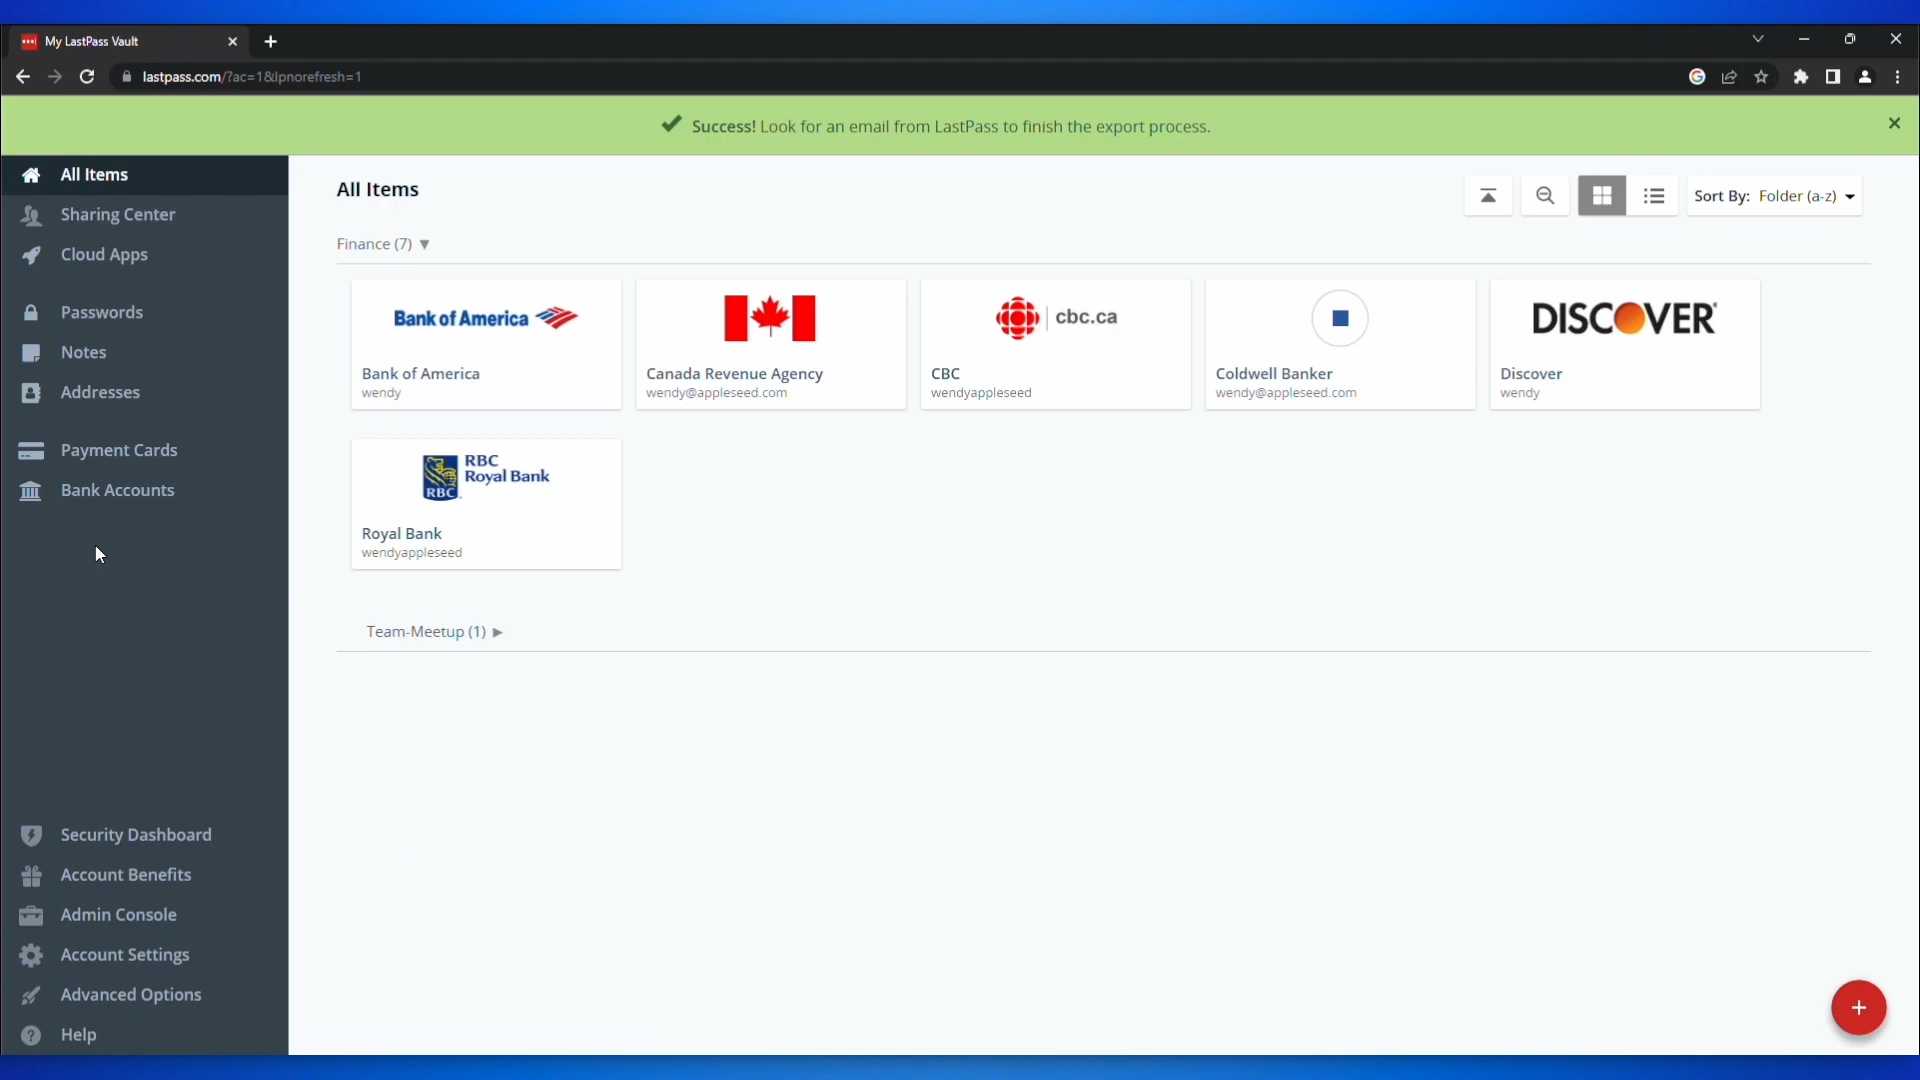 My LastPass Vault
lastpass.com/?ac=1&lpnorefresh=1
Success! Look for an email from LastPass to finish the export process.
All Items
Sharing Center
Cloud Apps
Passwords
Notes
Addresses
Payment Cards
Bank Accounts
Security Dashboard
Account Benefits
Admin Console
Account Settings
Advanced Options
Help
All Items
Sort By: Folder (a-z)
Finance (7)
Bank of America
Bank of America
wendy
Canada Revenue Agency
wendy@appleseed.com
cbc.ca
CBC
wendyappleseed
Coldwell Banker
wendy@appleseed.com
DISCOVER
Discover
wendy
RBC
Royal Bank
RBC
Royal Bank
wendyappleseed
Team-Meetup (1)